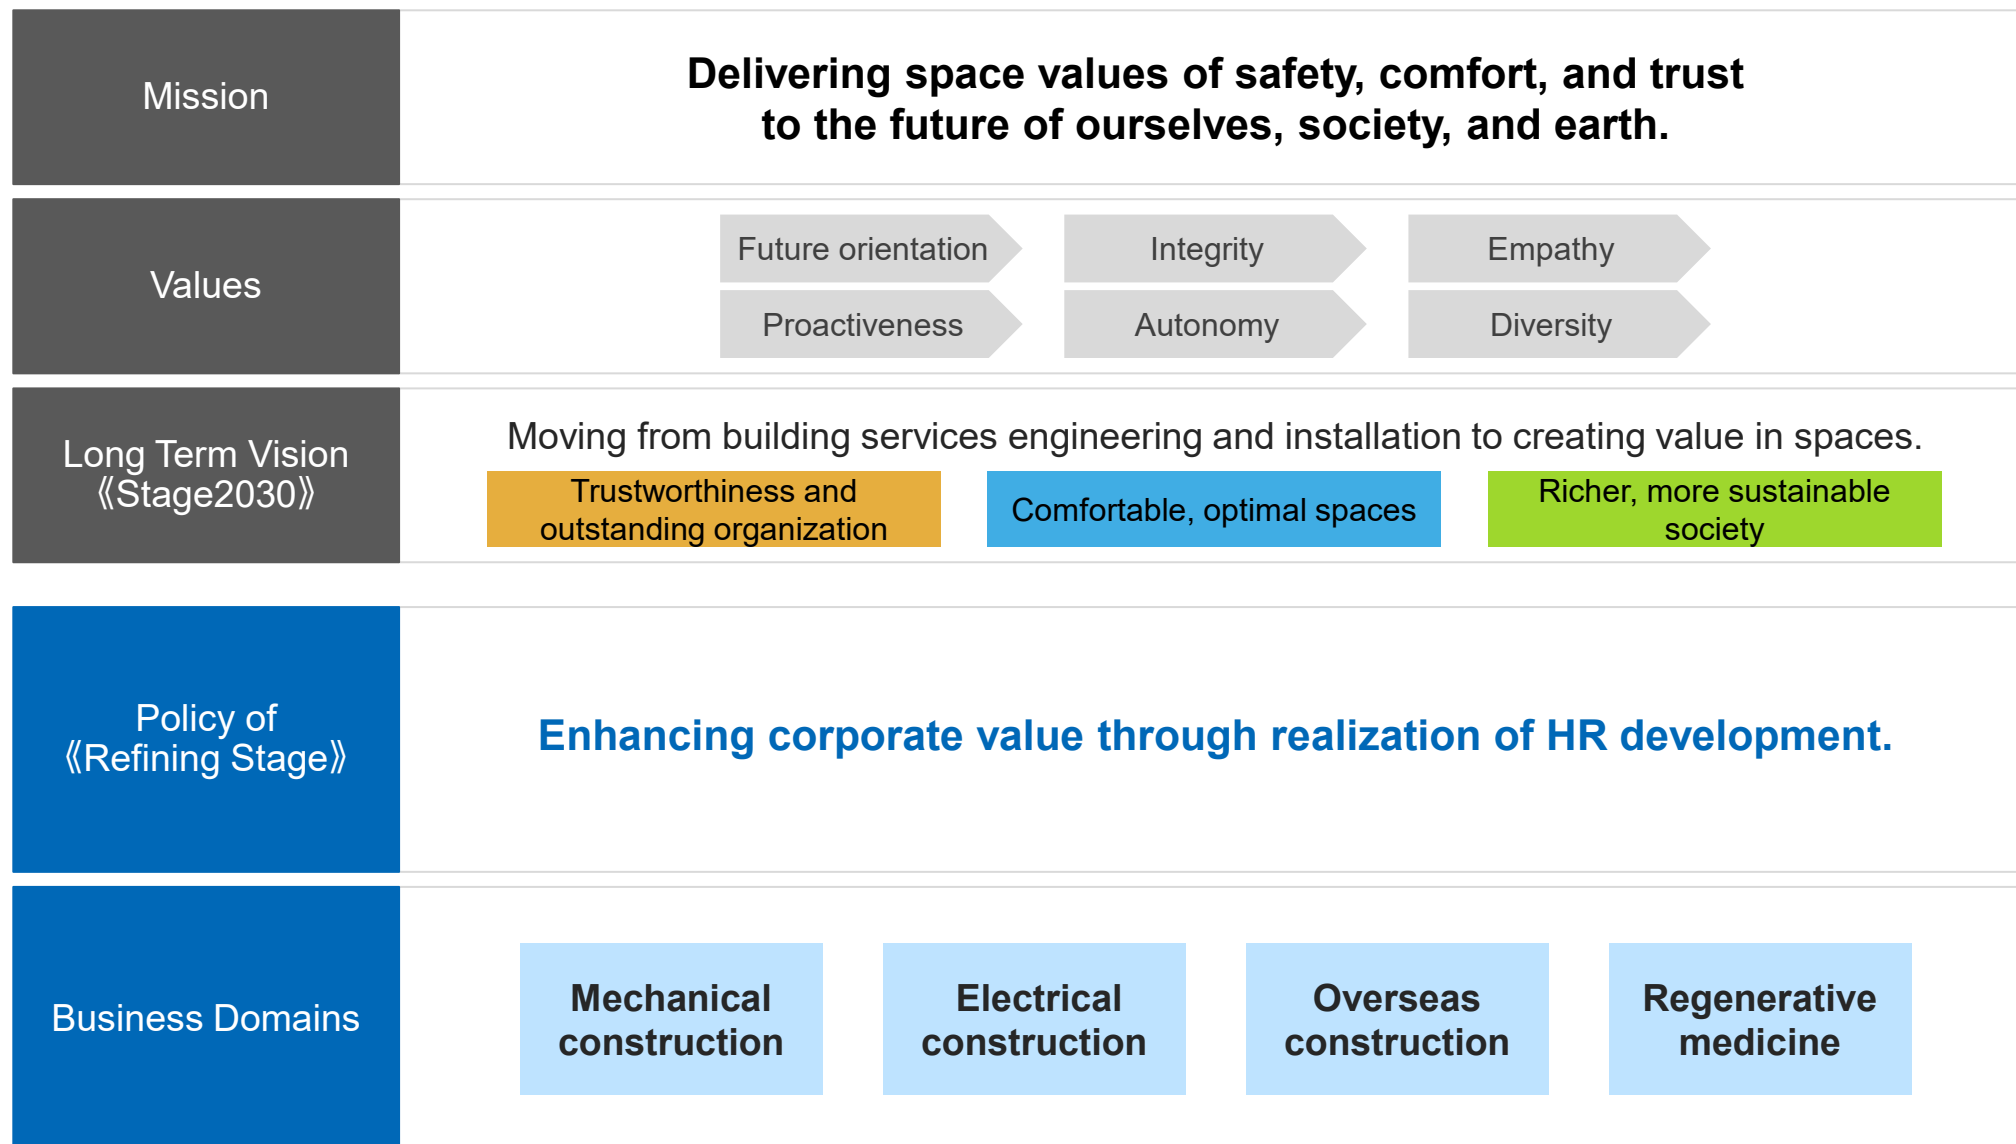 Mission
Delivering space values of safety, comfort, and trust
to the future of ourselves, society, and earth.
Values
Future orientation
Integrity
Empathy
Proactiveness
Autonomy
Diversity
Long Term Vision
《Stage2030》
Moving from building services engineering and installation to creating value in spaces.
Trustworthiness and
outstanding organization
Comfortable, optimal spaces
Richer, more sustainable
society
Policy of
《Refining Stage》
Enhancing corporate value through realization of HR development.
Business Domains
Mechanical
construction
Electrical
construction
Overseas
construction
Regenerative
medicine